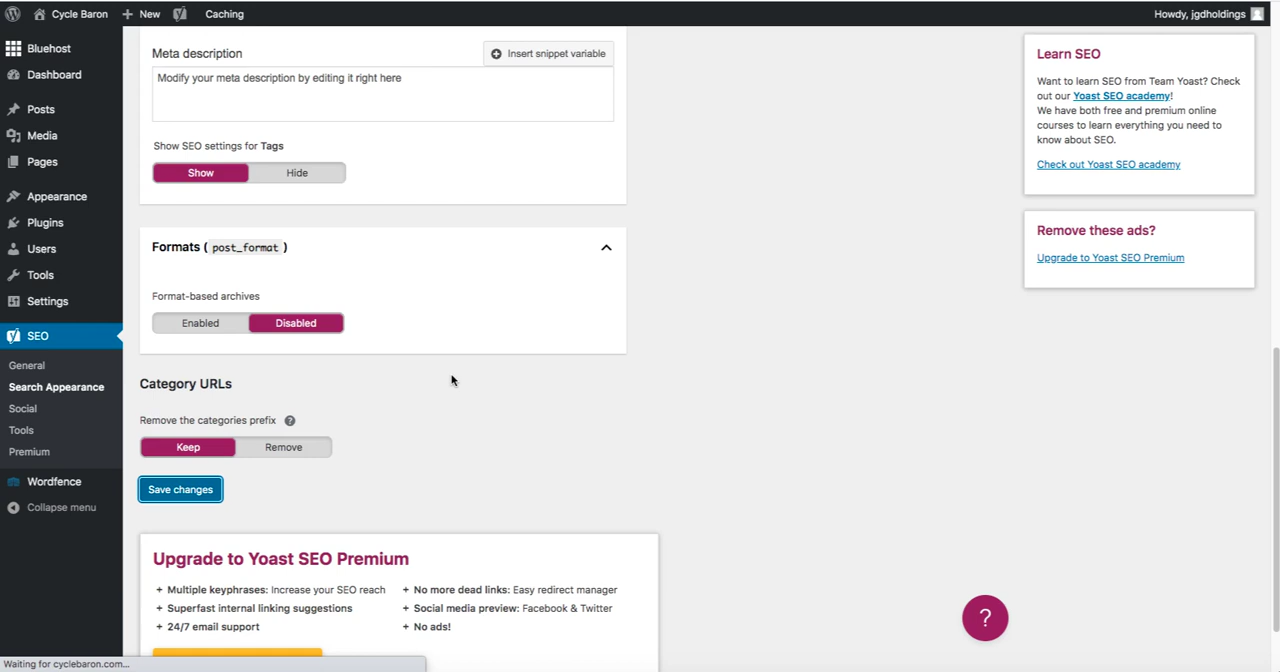 Cycle Baron
New
Caching
Howdy, jgdholdings
Bluehost
Dashboard
Posts
Media
Pages
Appearance
Plugins
Users
Tools
Settings
SEO
General
Search Appearance
Social
Tools
Premium
Wordfence
Collapse menu
Meta description
Insert snippet variable
Modify your meta description by editing it right here
Show SEO settings for Tags
Show
Hide
Formats ( post_format )
Format-based archives
Enabled
Disabled
Category URLs
Remove the categories prefix ?
Keep
Remove
Save changes
Upgrade to Yoast SEO Premium
+ Multiple keyphrases: Increase your SEO reach
+ Superfast internal linking suggestions
+ 24/7 email support
+ No more dead links: Easy redirect manager
+ Social media preview: Facebook & Twitter
+ No ads!
Learn SEO
Want to learn SEO from Team Yoast? Check
out our Yoast SEO academy!
We have both free and premium online
courses to learn everything you need to
know about SEO.
Check out Yoast SEO academy
Remove these ads?
Upgrade to Yoast SEO Premium
?
Waiting for cyclebaron.com...